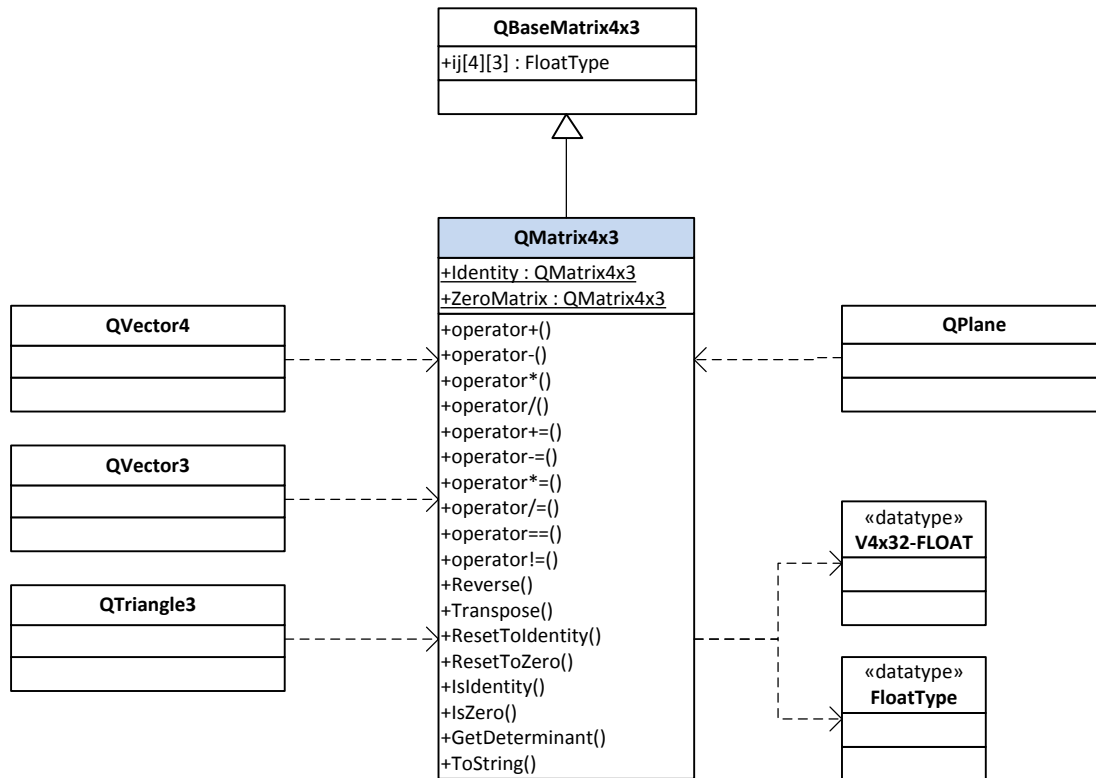 QBaseMatrix4x3
+ij[4][3] : FloatType
QMatrix4x3
+Identity : QMatrix4x3
+ZeroMatrix : QMatrix4x3
+operator+()
+operator-()
+operator*()
+operator/()
+operator+=()
+operator-=()
+operator*=()
+operator/=()
+operator==()
+operator!=()
+Reverse()
+Transpose()
+ResetToIdentity()
+ResetToZero()
+IsIdentity()
+IsZero()
+GetDeterminant()
+ToString()
QVector4
QVector3
QTriangle3
QPlane
«datatype»
V4x32-FLOAT
«datatype»
FloatType